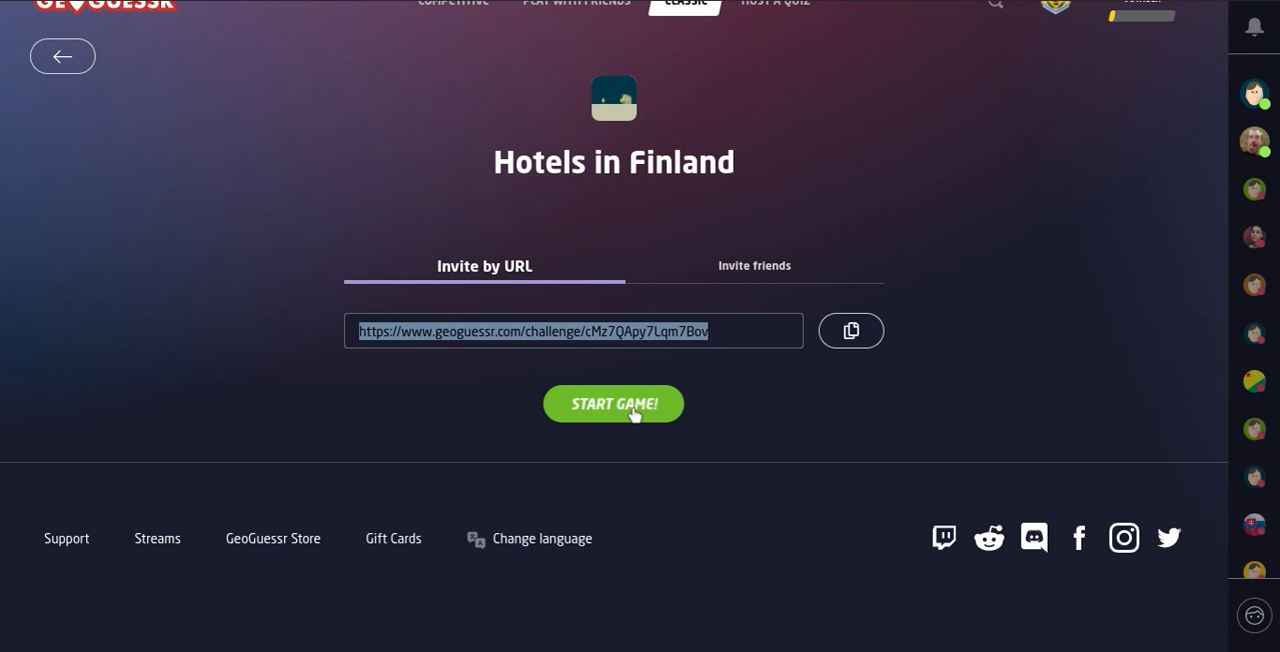 GEOGUESSR
COMPETITIVE PLAY WITH FRIENDS CLASSIC HOST A QUIZ
Hotels in Finland
Invite by URL Invite friends
https://www.geoguessr.com/challenge/cMz7QApy7Lqm7Bov
START GAME!
Support Streams GeoGuessr Store Gift Cards Change language